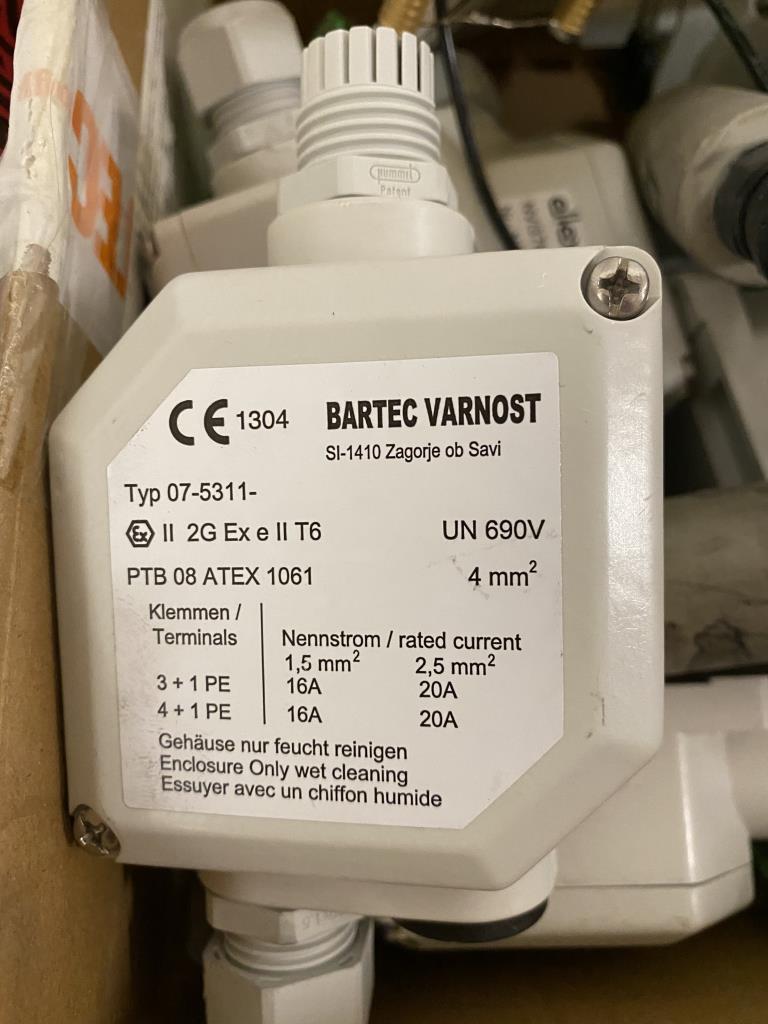 HUMMEL
Patent
CE 1304 BARTEC VARNOST
SI-1410 Zagorje ob Savi
Typ 07-5311-
Ex II 2G Ex e II T6 UN 690V
PTB 08 ATEX 1061 4 mm²
Klemmen / Terminals
Nennstrom / rated current
1,5 mm² 2,5 mm²
3 + 1 PE 16A 20A
4 + 1 PE 16A 20A
Gehäuse nur feucht reinigen
Enclosure Only wet cleaning
Essuyer avec un chiffon humide